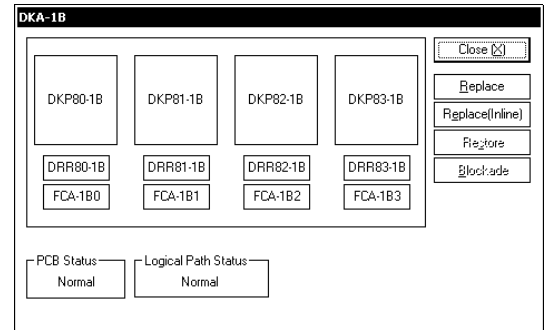 DKA-1B
Close (X)
DKP80-1B DKP81-1B DKP82-1B DKP83-1B
Replace
Replace(Inline)
Restore
DRR80-1B DRR81-1B DRR82-1B DRR83-1B
Blockade
FCA-1B0 FCA-1B1 FCA-1B2 FCA-1B3
PCB Status Logical Path Status
Normal Normal